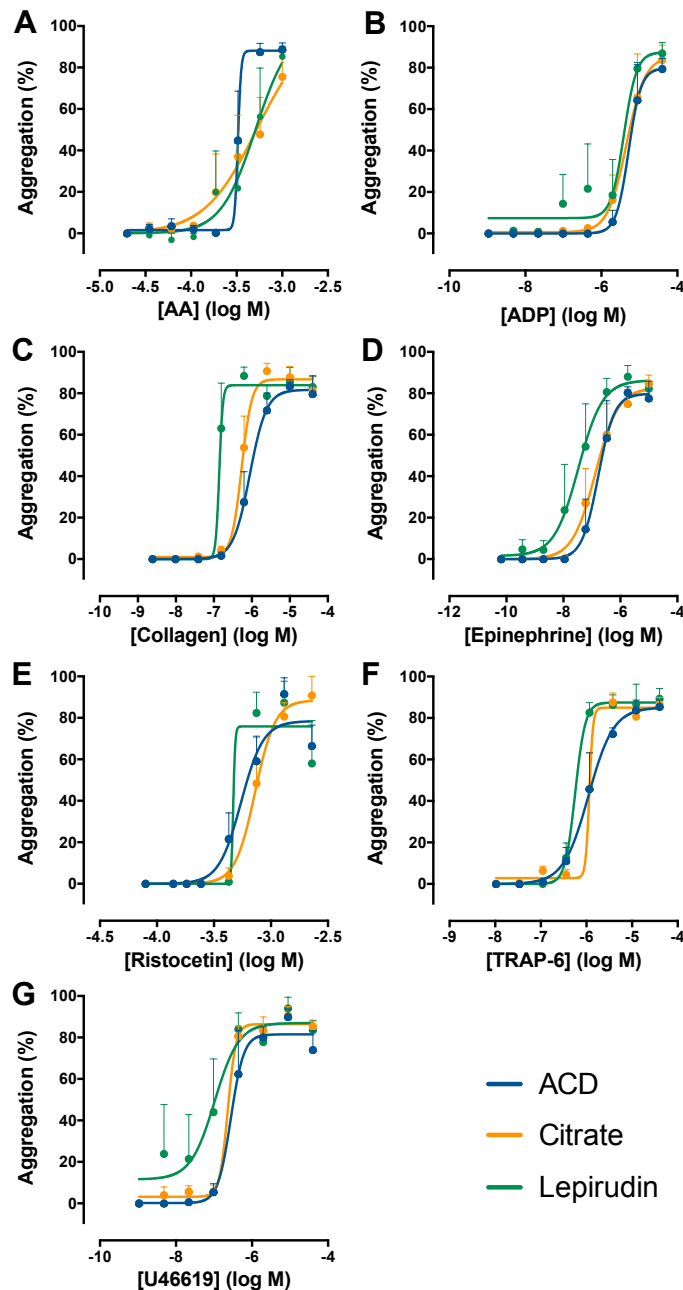 A
Aggregation (%)
100
80
60
40
20
0
-5.0 -4.5 -4.0 -3.5 -3.0 -2.5
[AA] (log M)
B
Aggregation (%)
100
80
60
40
20
0
-10 -8 -6 -4
[ADP] (log M)
C
Aggregation (%)
100
80
60
40
20
0
-10 -9 -8 -7 -6 -5 -4
[Collagen] (log M)
D
Aggregation (%)
100
80
60
40
20
0
-12 -10 -8 -6 -4
[Epinephrine] (log M)
E
Aggregation (%)
100
80
60
40
20
0
-4.5 -3.5 -3.5 -2.5
[Ristocetin] (log M)
F
Aggregation (%)
100
80
60
40
20
0
-9 -8 -7 -6 -5 -4
[TRAP-6] (log M)
G
Aggregation (%)
100
80
60
40
20
0
-10 -8 -6 -4
[U46619] (log M)
ACD
Citrate
Lepirudin